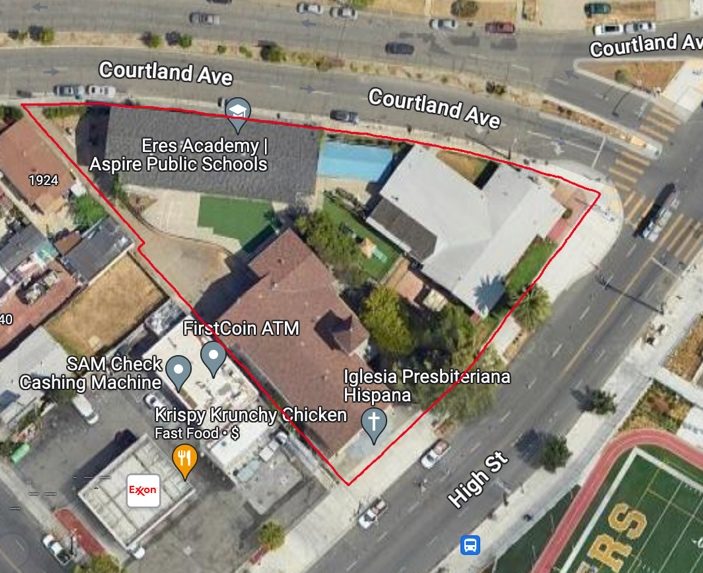 Courtland Ave
Courtland Av
Courtland Ave
Eres Academy |
Aspire Public Schools
1924
40
FirstCoin ATM
SAM Check
Cashing Machine
Iglesia Presbiteriana
Hispana
Krispy Krunchy Chicken
Fast Food • $
Exxon
High St
ERS